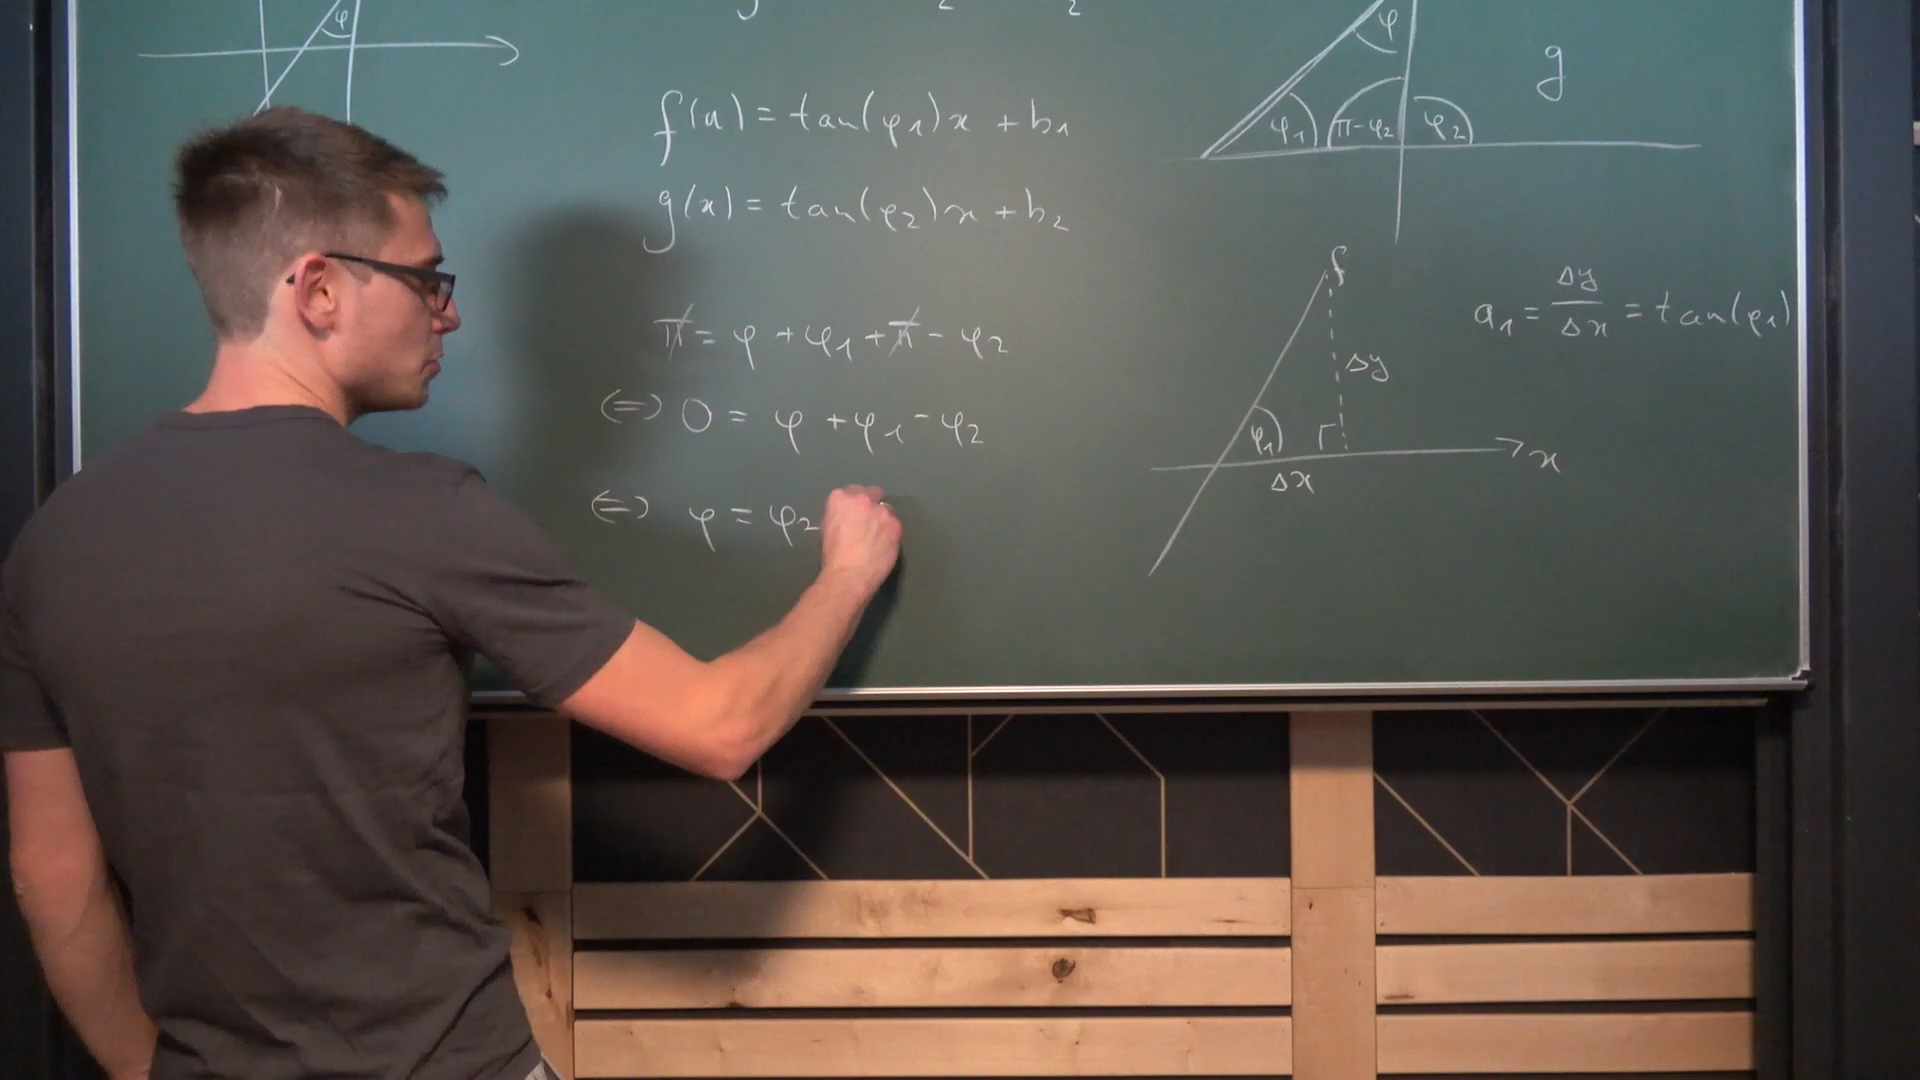 φ
f(x) = tan(φ1)x + b1
g(x) = tan(φ2)x + b2
π = φ + φ1 + π - φ2
⇔ 0 = φ + φ1 - φ2
⇔ φ = φ2
φ
g
φ1 π-φ2 φ2
f
a1 = Δy/Δx = tan(φ1)
Δy
φ1
x
Δx